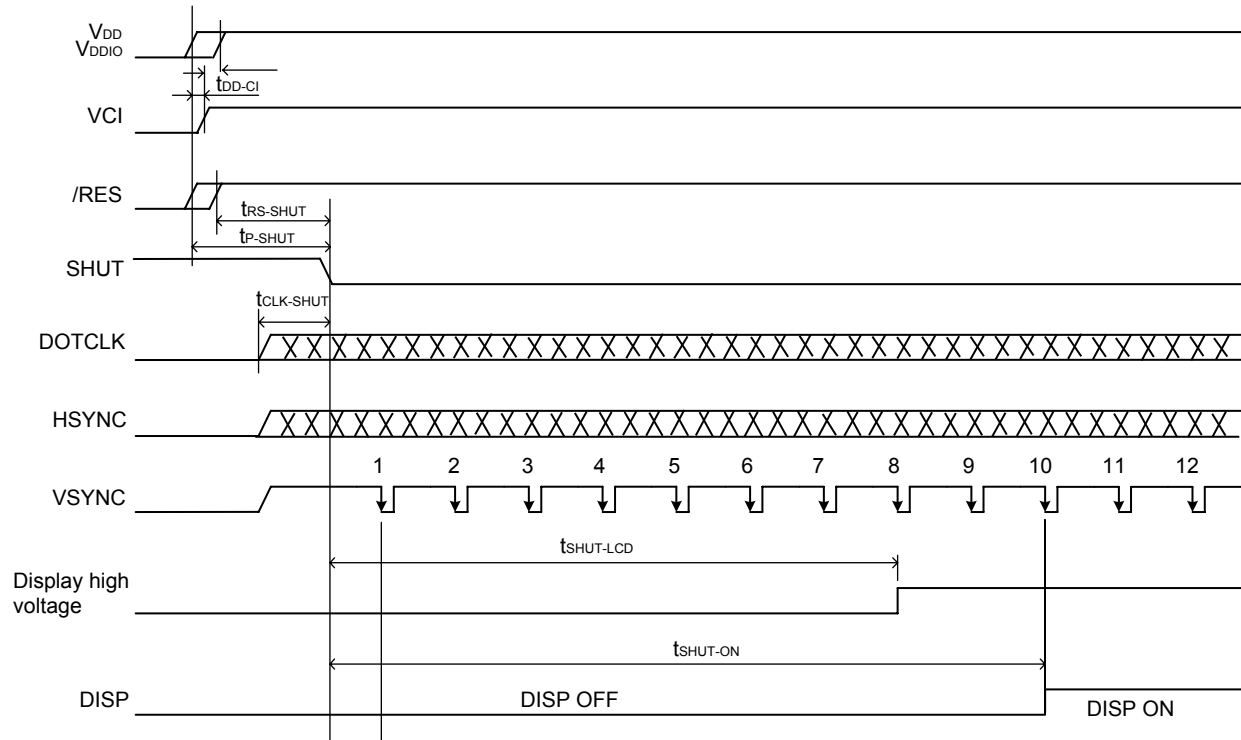 VDD
VDDIO
tDD-CI
VCI
/RES
tRS-SHUT
tP-SHUT
SHUT
tCLK-SHUT
DOTCLK
HSYNC
1 2 3 4 5 6 7 8 9 10 11 12
VSYNC
tSHUT-LCD
Display high
voltage
tSHUT-ON
DISP
DISP OFF
DISP ON